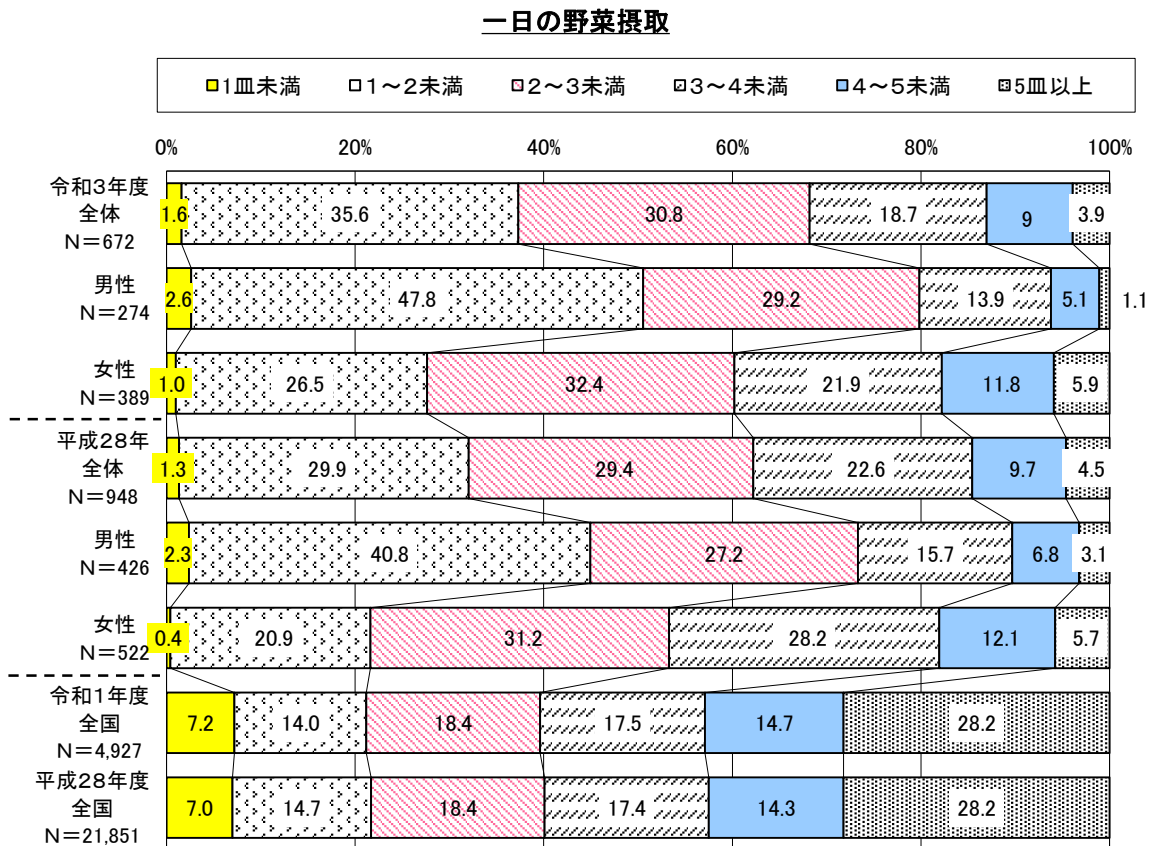 一日の野菜摂取
1皿未満 1～2未満 2～3未満 3～4未満 4～5未満 5皿以上
0% 20% 40% 60% 80% 100%
令和3年度
全体
N＝672
1.6 35.6 30.8 18.7 9 3.9
男性
N＝274
2.6 47.8 29.2 13.9 5.1 1.1
女性
N＝389
1.0 26.5 32.4 21.9 11.8 5.9
平成28年
全体
N＝948
1.3 29.9 29.4 22.6 9.7 4.5
男性
N＝426
2.3 40.8 27.2 15.7 6.8 3.1
女性
N＝522
0.4 20.9 31.2 28.2 12.1 5.7
令和1年度
全国
N＝4,927
7.2 14.0 18.4 17.5 14.7 28.2
平成28年度
全国
N＝21,851
7.0 14.7 18.4 17.4 14.3 28.2